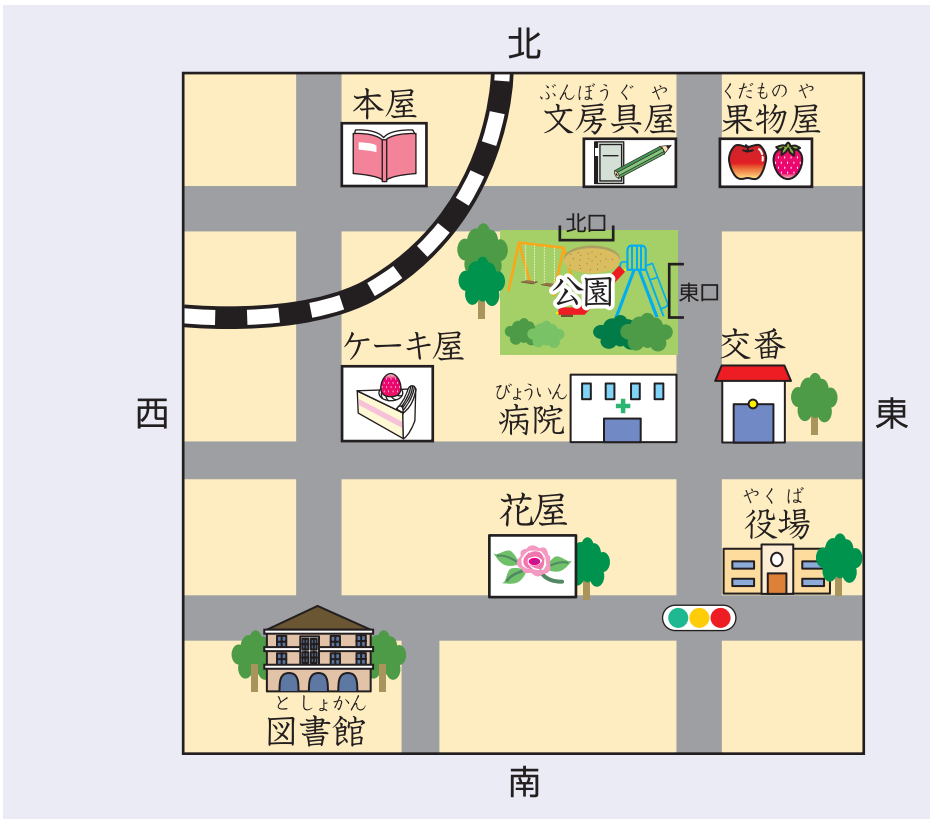 北
本屋
ぶんぼうぐや
文房具屋
くだものや
果物屋
北口
公園
東口
ケーキ屋
交番
西
びょういん
病院
東
花屋
やくば
役場
としょかん
図書館
南